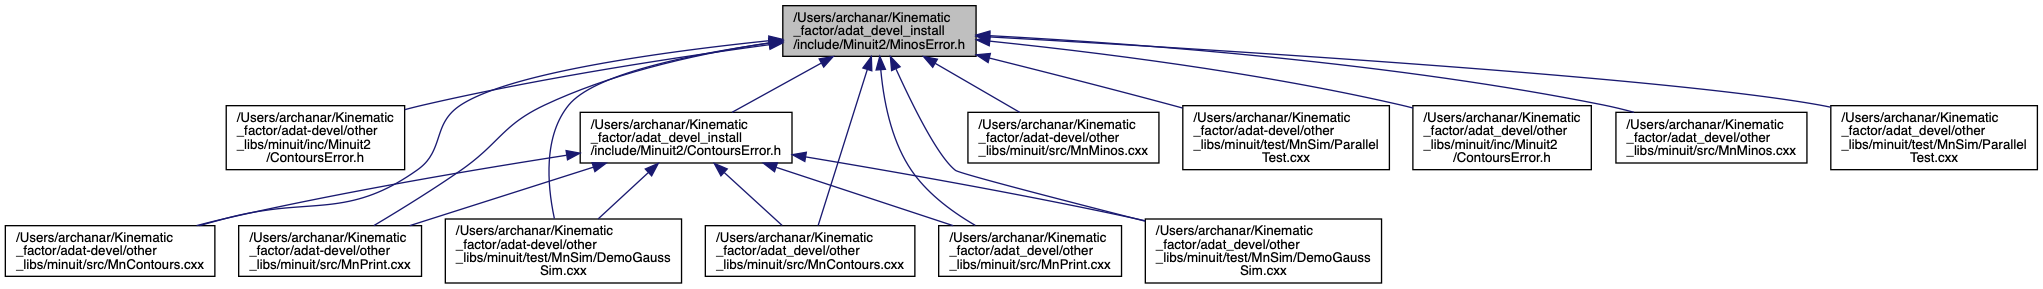 /Users/archanar/Kinematic
_factor/adat_devel_install
/include/Minuit2/MinosError.h
/Users/archanar/Kinematic
_factor/adat-devel/other
_libs/minuit/inc/Minuit2
/ContoursError.h
/Users/archanar/Kinematic
_factor/adat_devel_install
/include/Minuit2/ContoursError.h
/Users/archanar/Kinematic
_factor/adat-devel/other
_libs/minuit/src/MnMinos.cxx
/Users/archanar/Kinematic
_factor/adat-devel/other
_libs/minuit/test/MnSim/Parallel
Test.cxx
/Users/archanar/Kinematic
_factor/adat_devel/other
_libs/minuit/inc/Minuit2
/ContoursError.h
/Users/archanar/Kinematic
_factor/adat_devel/other
_libs/minuit/src/MnMinos.cxx
/Users/archanar/Kinematic
_factor/adat_devel/other
_libs/minuit/test/MnSim/Parallel
Test.cxx
/Users/archanar/Kinematic
_factor/adat-devel/other
_libs/minuit/src/MnContours.cxx
/Users/archanar/Kinematic
_factor/adat-devel/other
_libs/minuit/src/MnPrint.cxx
/Users/archanar/Kinematic
_factor/adat-devel/other
_libs/minuit/test/MnSim/DemoGauss
Sim.cxx
/Users/archanar/Kinematic
_factor/adat_devel/other
_libs/minuit/src/MnContours.cxx
/Users/archanar/Kinematic
_factor/adat_devel/other
_libs/minuit/src/MnPrint.cxx
/Users/archanar/Kinematic
_factor/adat_devel/other
_libs/minuit/test/MnSim/DemoGauss
Sim.cxx